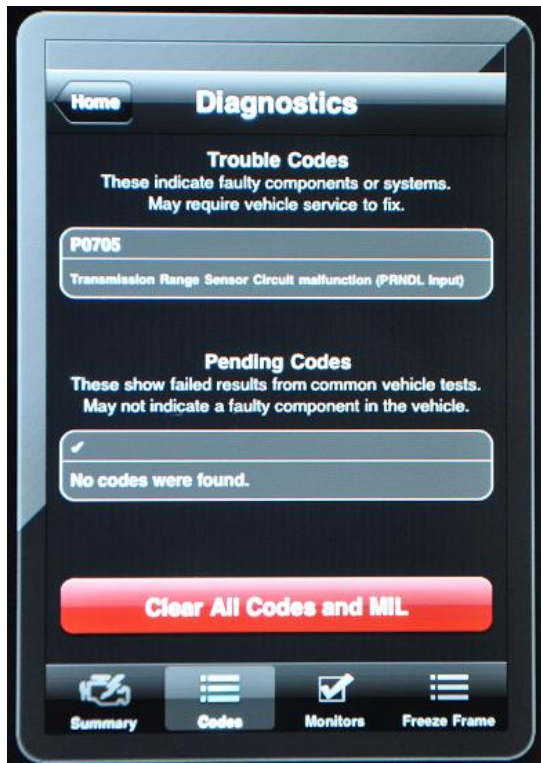 Home
Diagnostics
Trouble Codes
These indicate faulty components or systems.
May require vehicle service to fix.
P0705
Transmission Range Sensor Circuit malfunction (PRNDL Input)
Pending Codes
These show failed results from common vehicle tests.
May not indicate a faulty component in the vehicle.
✓
No codes were found.
Clear All Codes and MIL
Summary
Codes
Monitors
Freeze Frame